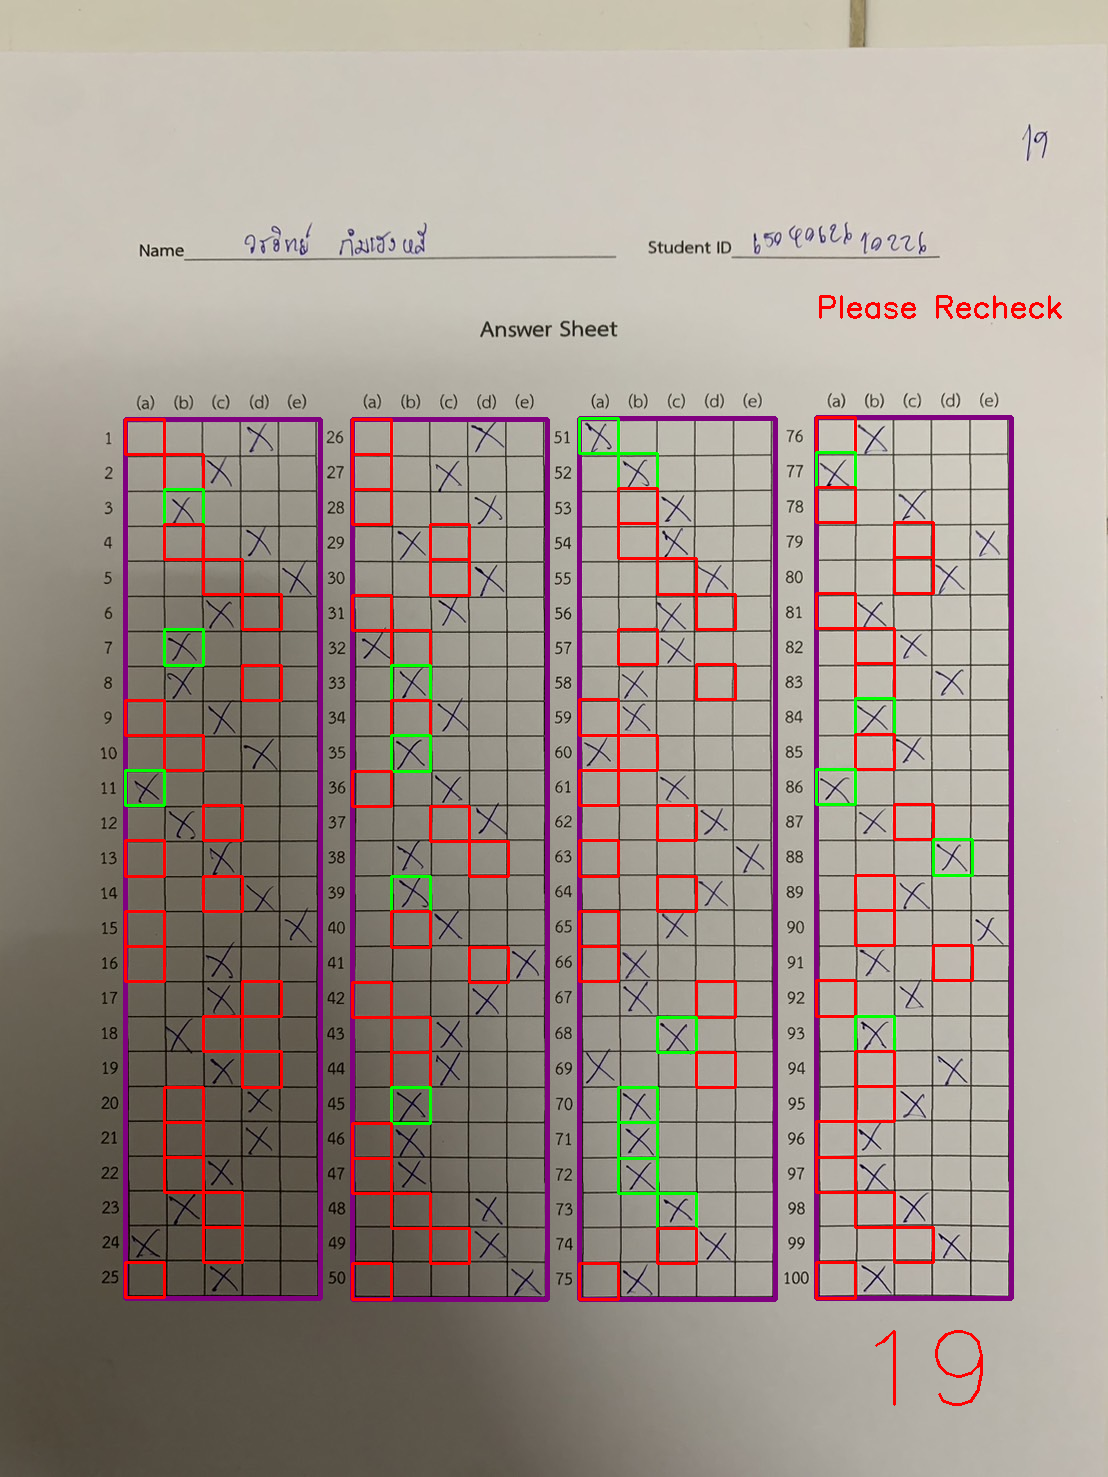 19
Name วรวิทย์ กิมเฮงหลี Student ID 65040626 10226
Please Recheck
Answer Sheet
(a) (b) (c) (d) (e) (a) (b) (c) (d) (e) (a) (b) (c) (d) (e) (a) (b) (c) (d) (e)
1 26 51 76
2 27 52 77
3 28 53 78
4 29 54 79
5 30 55 80
6 31 56 81
7 32 57 82
8 33 58 83
9 34 59 84
10 35 60 85
11 36 61 86
12 37 62 87
13 38 63 88
14 39 64 89
15 40 65 90
16 41 66 91
17 42 67 92
18 43 68 93
19 44 69 94
20 45 70 95
21 46 71 96
22 47 72 97
23 48 73 98
24 49 74 99
25 50 75 100
19